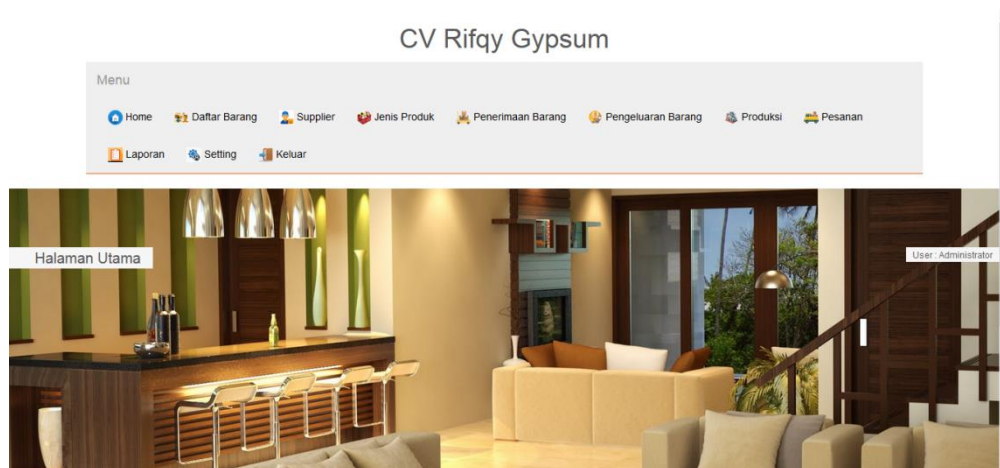 CV Rifqy Gypsum
Menu
Home Daftar Barang Supplier Jenis Produk Penerimaan Barang Pengeluaran Barang Produksi Pesanan
Laporan Setting Keluar
Halaman Utama
User : Administrator